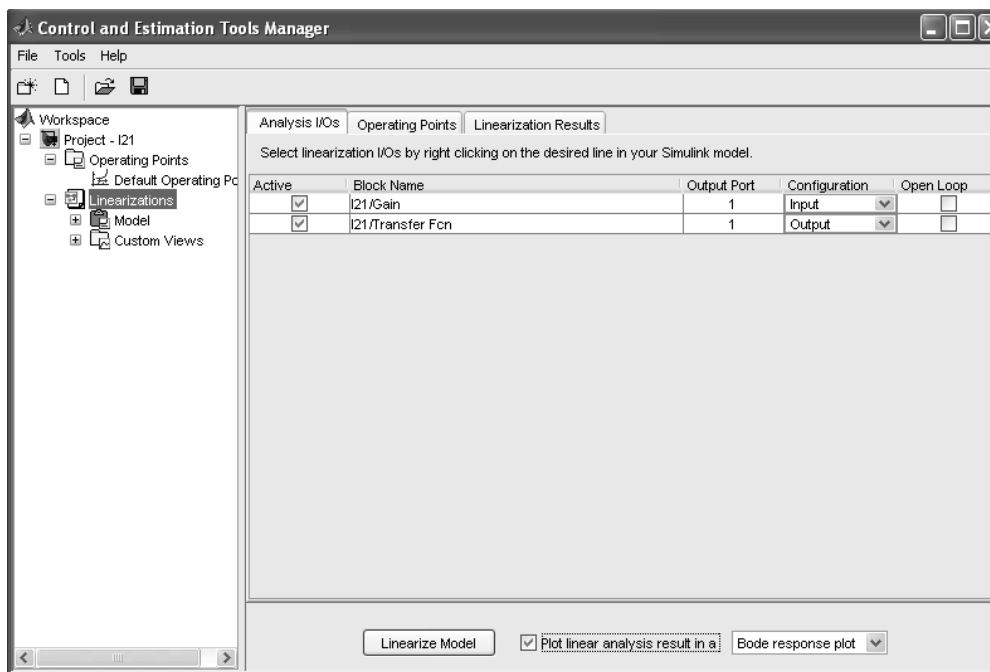 Control and Estimation Tools Manager
File Tools Help
Workspace
Project - I21
Operating Points
Default Operating Po
Linearizations
Model
Custom Views
Analysis I/Os Operating Points Linearization Results
Select linearization I/Os by right clicking on the desired line in your Simulink model.
Active Block Name Output Port Configuration Open Loop
I21/Gain 1 Input
I21/Transfer Fcn 1 Output
Linearize Model Plot linear analysis result in a Bode response plot